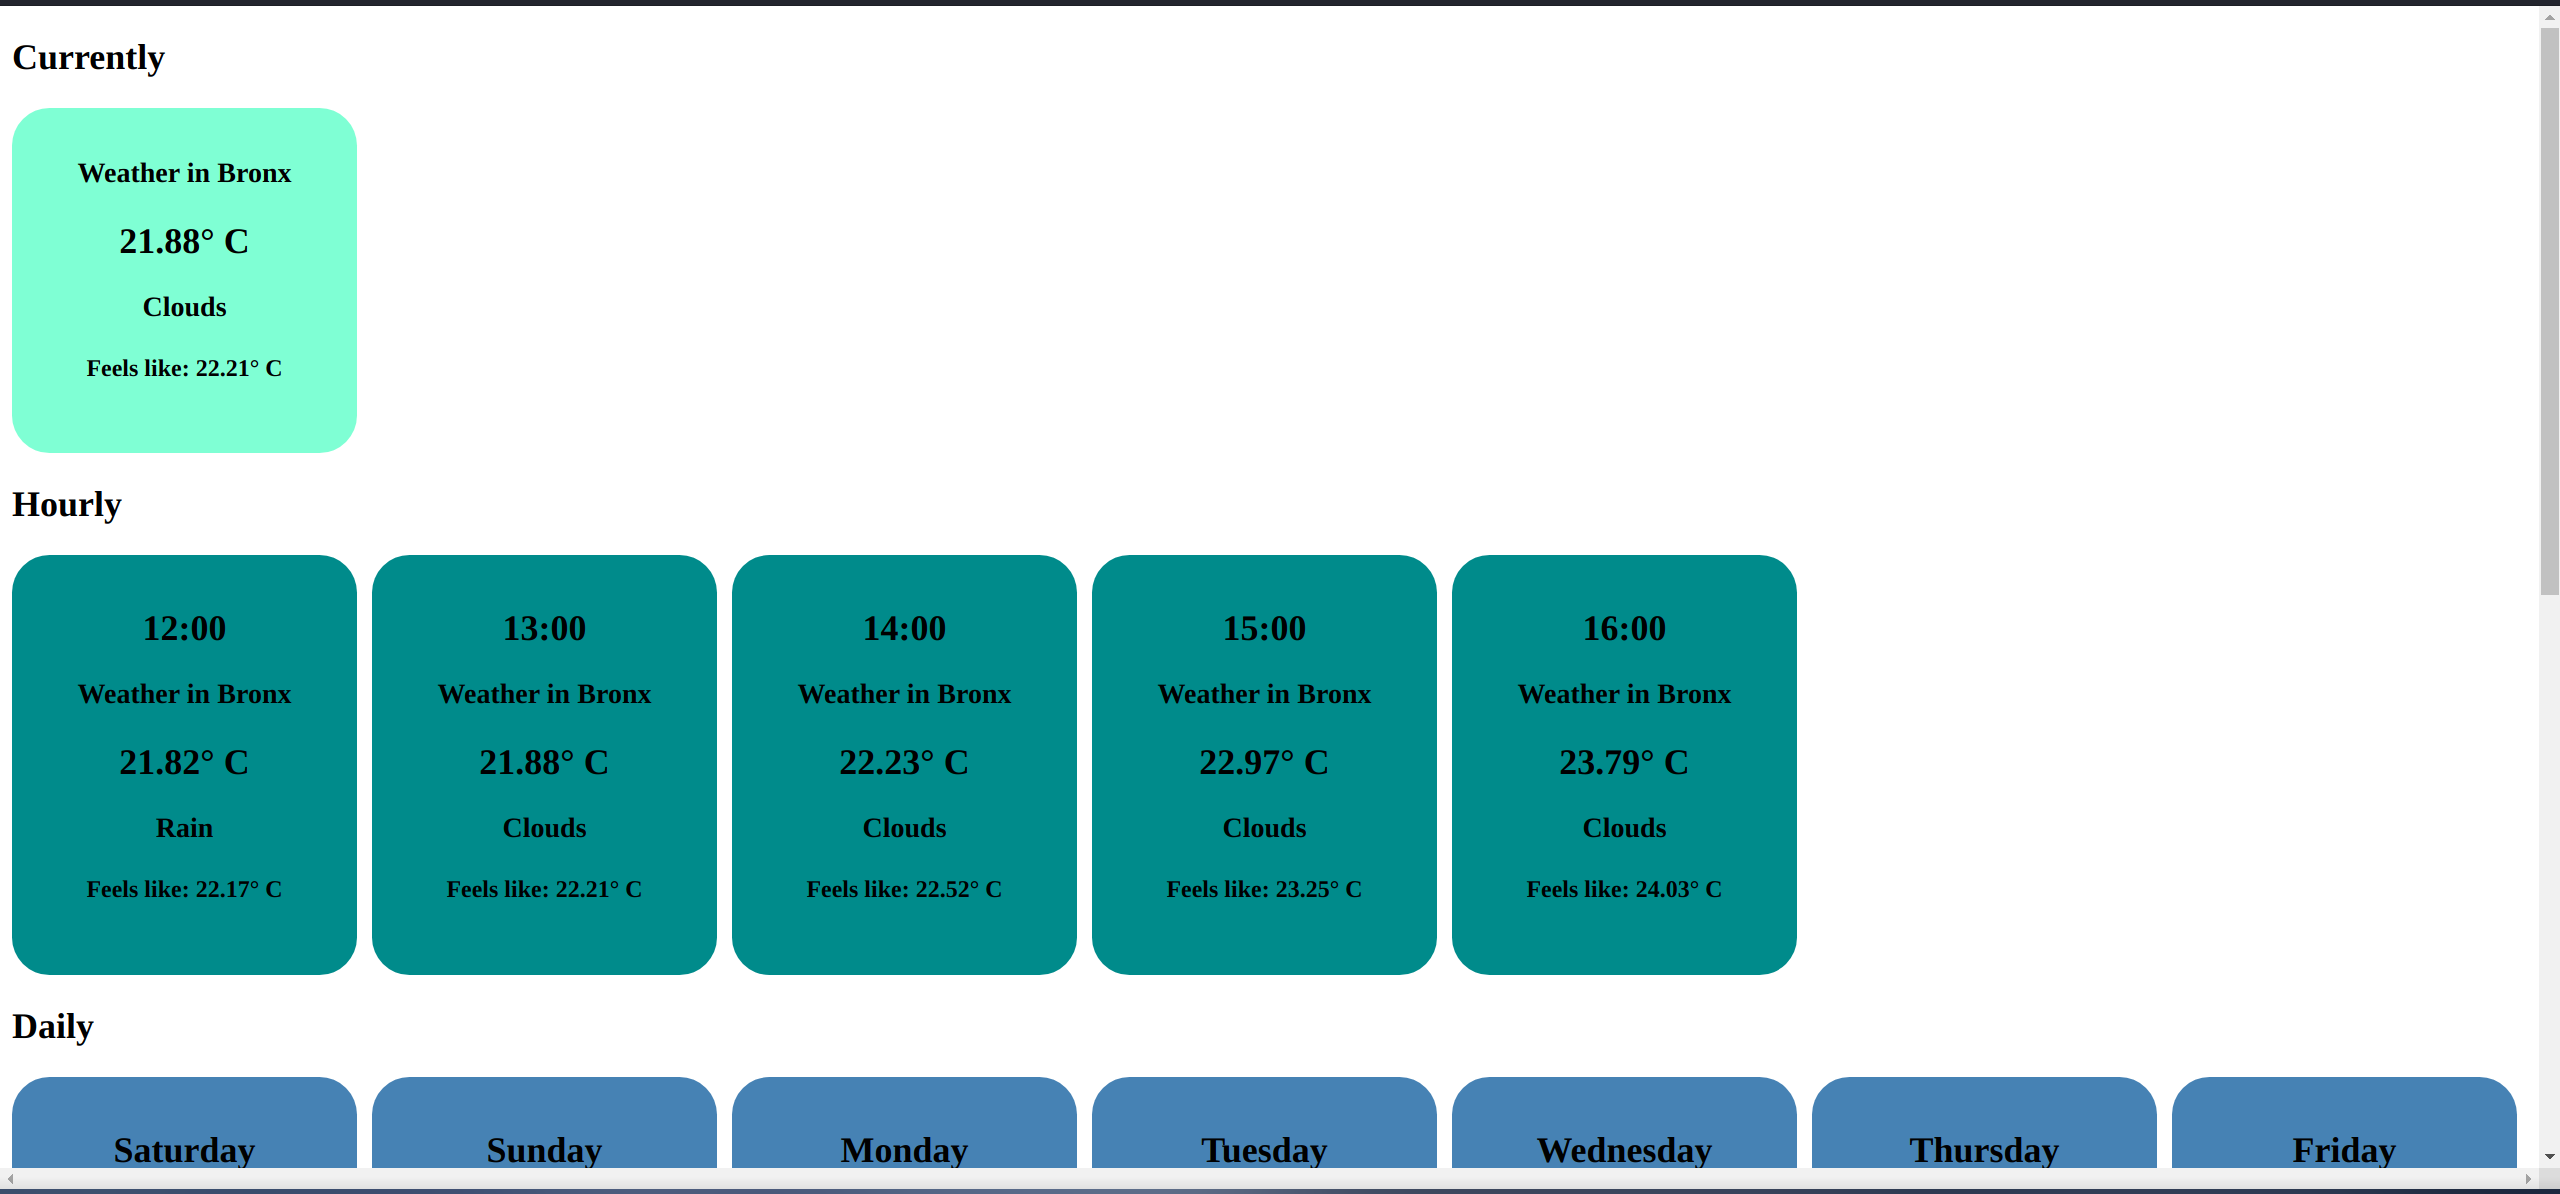 Currently
Weather in Bronx
21.88° C
Clouds
Feels like: 22.21° C
Hourly
12:00
Weather in Bronx
21.82° C
Rain
Feels like: 22.17° C
13:00
Weather in Bronx
21.88° C
Clouds
Feels like: 22.21° C
14:00
Weather in Bronx
22.23° C
Clouds
Feels like: 22.52° C
15:00
Weather in Bronx
22.97° C
Clouds
Feels like: 23.25° C
16:00
Weather in Bronx
23.79° C
Clouds
Feels like: 24.03° C
Daily
Saturday
Sunday
Monday
Tuesday
Wednesday
Thursday
Friday